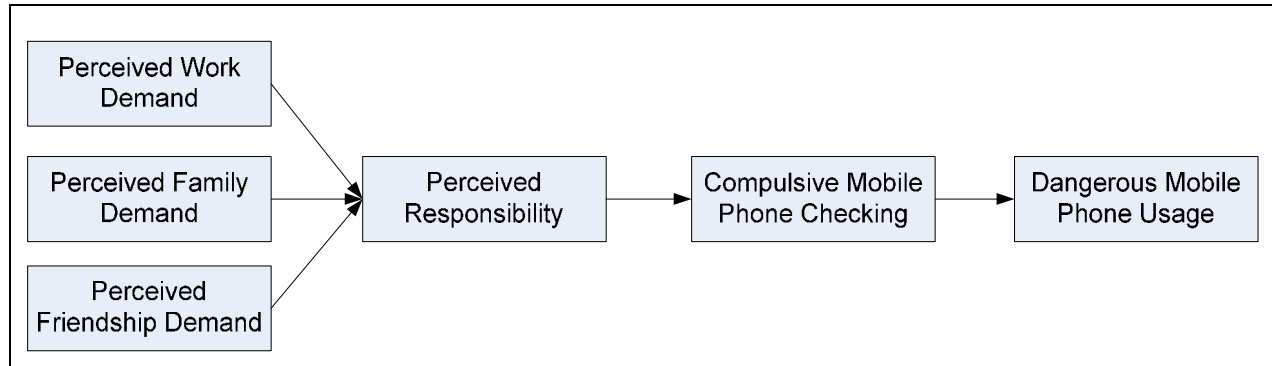 Perceived Work
Demand
Perceived Family
Demand
Perceived
Friendship Demand
Perceived
Responsibility
Compulsive Mobile
Phone Checking
Dangerous Mobile
Phone Usage